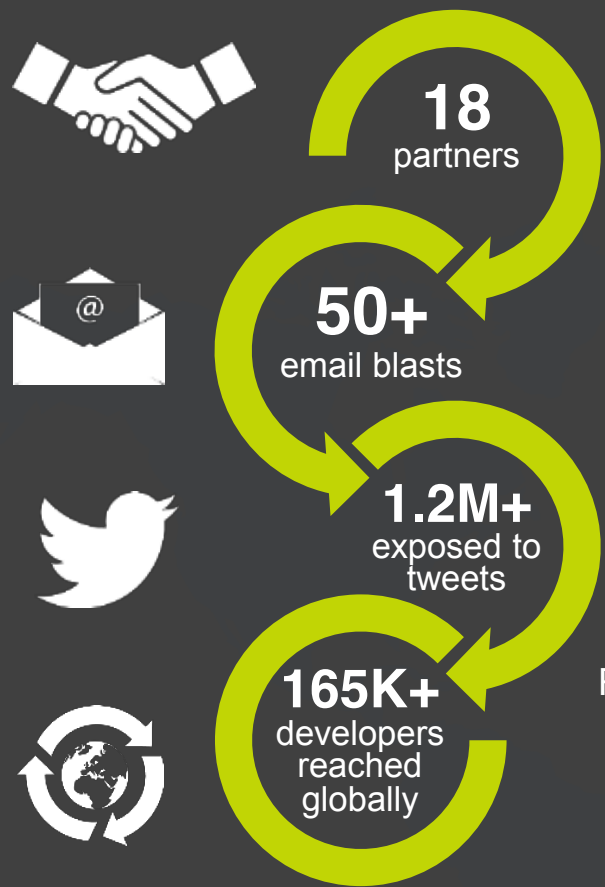 18
partners
@
50+
email blasts
1.2M+
exposed to
tweets
165K+
developers
reached
globally